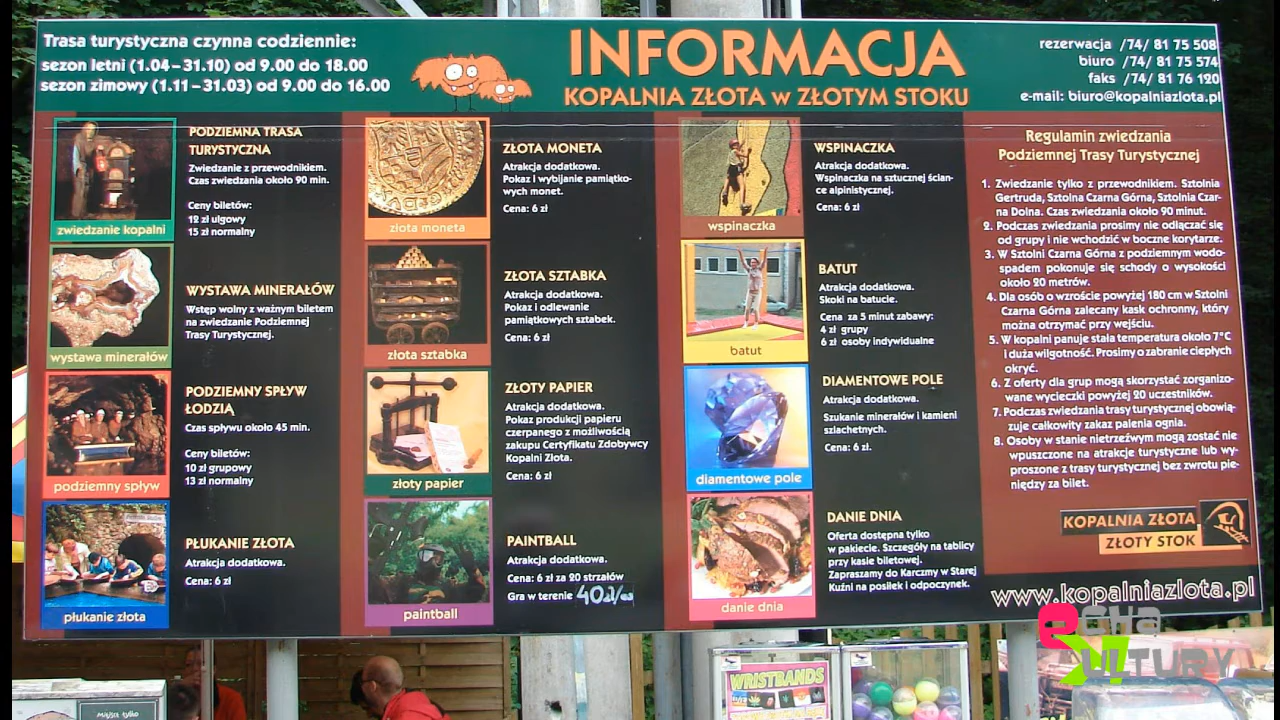 Trasa turystyczna czynna codziennie:
sezon letni (1.04 – 31.10) od 9.00 do 18.00
sezon zimowy (1.11 – 31.03) od 9.00 do 16.00
INFORMACJA
KOPALNIA ZŁOTA w ZŁOTYM STOKU
rezerwacja /74/ 81 75 508
biuro /74/ 81 75 574
faks /74/ 81 76 120
e-mail: biuro@kopalniazlota.pl
zwiedzanie kopalni
PODZIEMNA TRASA
TURYSTYCZNA
Zwiedzanie z przewodnikiem.
Czas zwiedzania około 90 min.
Ceny biletów:
12 zł ulgowy
15 zł normalny
wystawa minerałów
WYSTAWA MINERAŁÓW
Wstęp wolny z ważnym biletem
na zwiedzanie Podziemnej
Trasy Turystycznej.
podziemny spływ
PODZIEMNY SPŁYW
ŁODZIĄ
Czas spływu około 45 min.
Ceny biletów:
10 zł grupowy
13 zł normalny
płukanie złota
PŁUKANIE ZŁOTA
Atrakcja dodatkowa.
Cena: 6 zł
złota moneta
ZŁOTA MONETA
Atrakcja dodatkowa.
Pokaz i wybijanie pamiątko-
wych monet.
Cena: 6 zł
złota sztabka
ZŁOTA SZTABKA
Atrakcja dodatkowa.
Pokaz i odlewanie
pamiątkowych sztabek.
Cena: 6 zł
złoty papier
ZŁOTY PAPIER
Atrakcja dodatkowa.
Pokaz produkcji papieru
czerpanego z możliwością
zakupu Certyfikatu Zdobywcy
Kopalni Złota.
Cena: 6 zł
paintball
PAINTBALL
Atrakcja dodatkowa.
Cena: 6 zł za 20 strzałów
Gra w terenie 40zł/os
wspinaczka
WSPINACZKA
Atrakcja dodatkowa.
Wspinaczka na sztucznej ścian-
ce alpinistycznej.
Cena: 6 zł
batut
BATUT
Atrakcja dodatkowa.
Skoki na batucie.
Cena za 5 minut zabawy:
4 zł grupy
6 zł osoby indywidualne
diamentowe pole
DIAMENTOWE POLE
Atrakcja dodatkowa.
Szukanie minerałów i kamieni
szlachetnych.
Cena: 6 zł.
danie dnia
DANIE DNIA
Oferta dostępna tylko
w pakiecie. Szczegóły na tablicy
przy kasie biletowej.
Zapraszamy do Karczmy w Starej
Kuźni na posiłek i odpoczynek.
Regulamin zwiedzania
Podziemnej Trasy Turystycznej
1. Zwiedzanie tylko z przewodnikiem. Sztolnia
Gertruda, Sztolna Czarna Górna, Sztolnia Czar-
na Dolna. Czas zwiedzania około 90 minut.
2. Podczas zwiedzania prosimy nie odłączać się
od grupy i nie wchodzić w boczne korytarze.
3. W Sztolni Czarna Górna z podziemnym wodo-
spadem pokonuje się schody o wysokości
około 20 metrów.
4. Dla osób o wzroście powyżej 180 cm w Sztolni
Czarna Górna zalecany kask ochronny, który
można otrzymać przy wejściu.
5. W kopalni panuje stała temperatura około 7°C
i duża wilgotność. Prosimy o zabranie ciepłych
okryć.
6. Z oferty dla grup mogą skorzystać zorganizo-
wane wycieczki powyżej 20 uczestników.
7. Podczas zwiedzania trasy turystycznej obowią-
zuje całkowity zakaz palenia ognia.
8. Osoby w stanie nietrzeźwym mogą zostać nie
wpuszczone na atrakcje turystyczne lub wy-
proszone z trasy turystycznej bez zwrotu pie-
niędzy za bilet.
KOPALNIA ZŁOTA
ZŁOTY STOK
www.kopalniazlota.pl
WRISTBANDS
Miejsca tylko